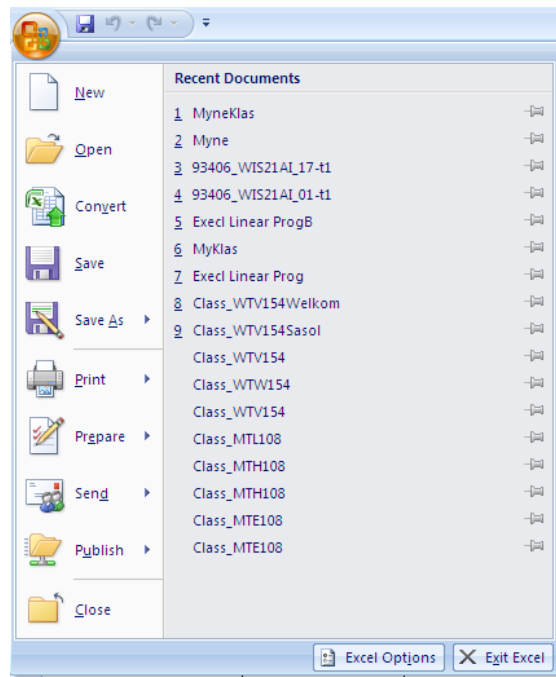 New
Open
Convert
Save
Save As
Print
Prepare
Send
Publish
Close
Recent Documents
1 MyneKlas
2 Myne
3 93406_WIS21AI_17-t1
4 93406_WIS21AI_01-t1
5 Execl Linear ProgB
6 MyKlas
7 Execl Linear Prog
8 Class_WTV154Welkom
9 Class_WTV154Sasol
Class_WTV154
Class_WTW154
Class_WTV154
Class_MTL108
Class_MTH108
Class_MTH108
Class_MTE108
Class_MTE108
Excel Options
Exit Excel